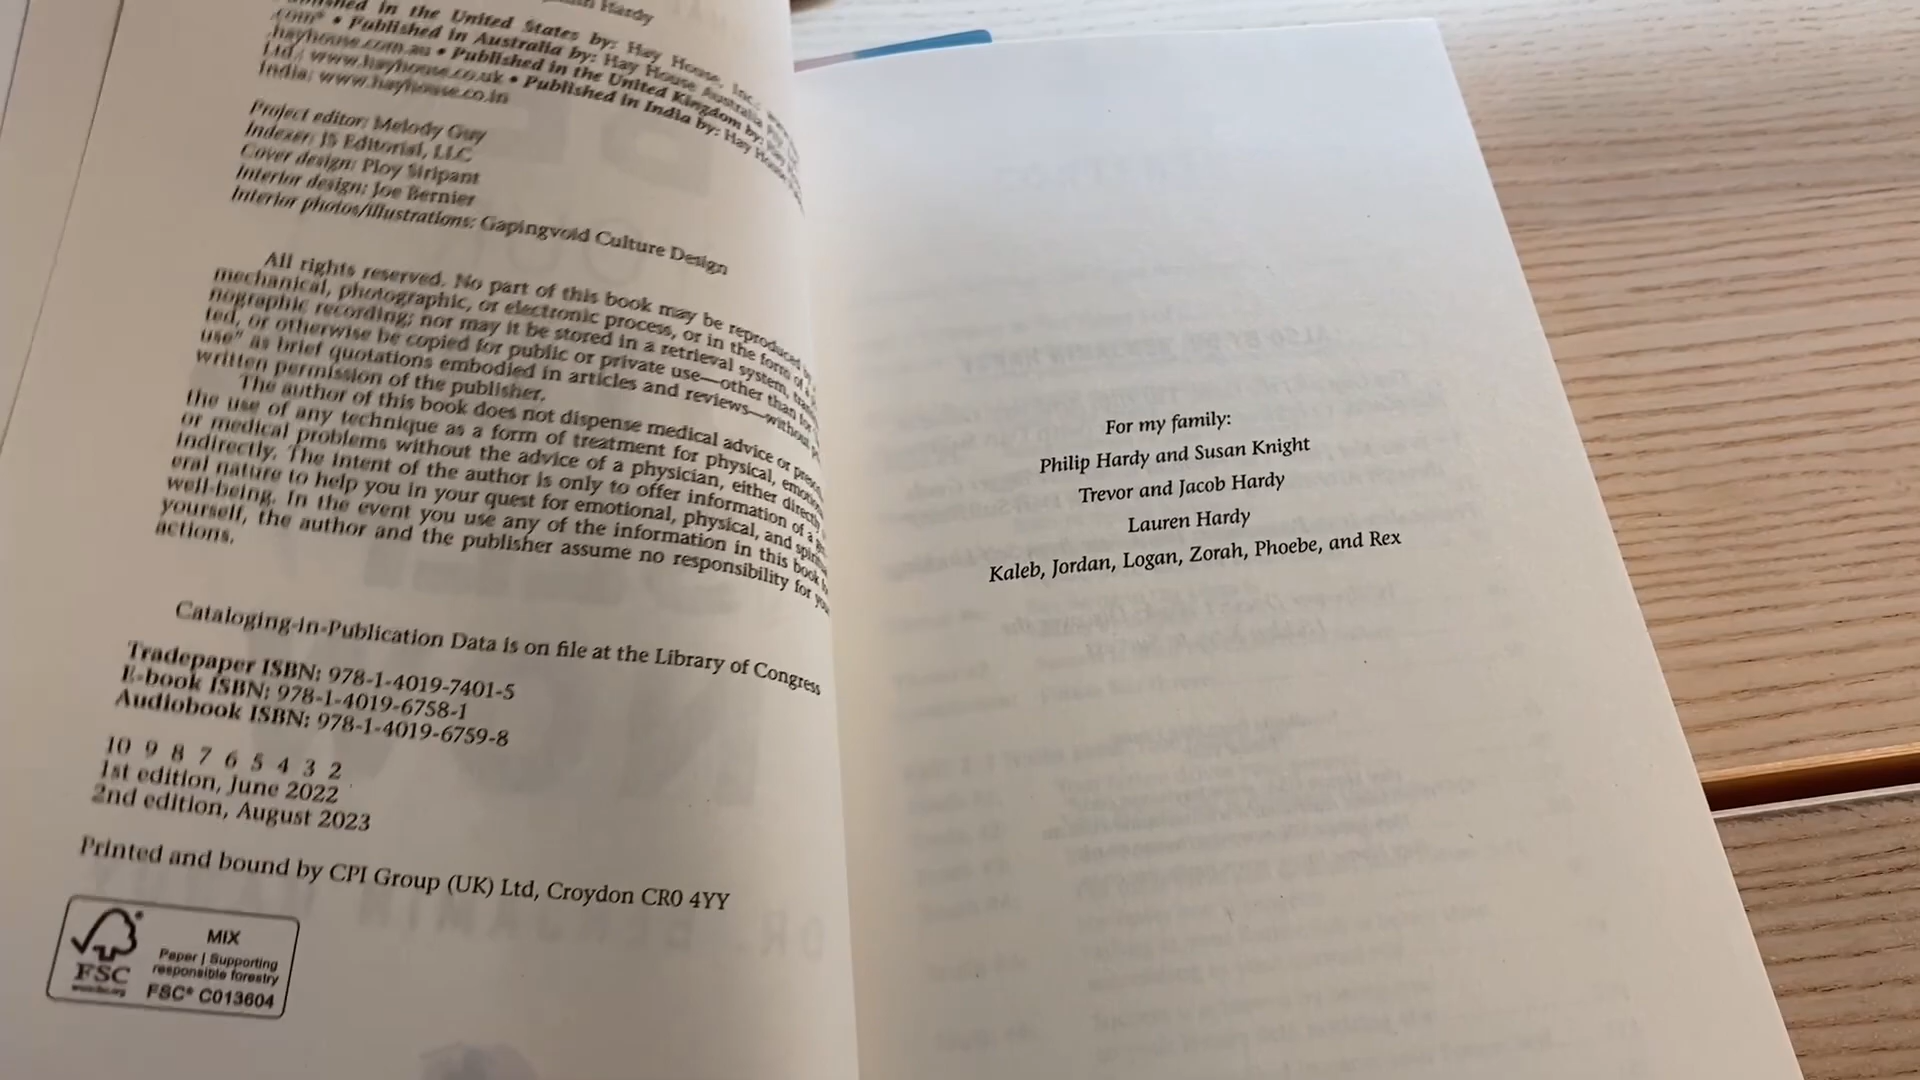 Hardy
Published in the United States by: Hay House, Inc.:
.com® • Published in Australia by: Hay House Australia
.hayhouse.com.au • Published in the United Kingdom by:
Ltd.: www.hayhouse.co.uk • Published in India by: Hay House
India: www.hayhouse.co.in
Project editor: Melody Guy
Indexer: JS Editorial, LLC
Cover design: Ploy Siripant
Interior design: Joe Bernier
Interior photos/illustrations: Gapingvoid Culture Design
All rights reserved. No part of this book may be reproduced
mechanical, photographic, or electronic process, or in the form of a
nographic recording; nor may it be stored in a retrieval system,
ted, or otherwise be copied for public or private use—other than for
use" as brief quotations embodied in articles and reviews—without
written permission of the publisher.
The author of this book does not dispense medical advice or
the use of any technique as a form of treatment for physical,
or medical problems without the advice of a physician, either directly
indirectly. The intent of the author is only to offer information of a
eral nature to help you in your quest for emotional, physical, and
well-being. In the event you use any of the information in this book
yourself, the author and the publisher assume no responsibility for
actions.
Cataloging-in-Publication Data is on file at the Library of Congress
Tradepaper ISBN: 978-1-4019-7401-5
E-book ISBN: 978-1-4019-6758-1
Audiobook ISBN: 978-1-4019-6759-8
10 9 8 7 6 5 4 3 2
1st edition, June 2022
2nd edition, August 2023
Printed and bound by CPI Group (UK) Ltd, Croydon CR0 4YY
FSC
MIX
Paper | Supporting
responsible forestry
FSC® C013604
For my family:
Philip Hardy and Susan Knight
Trevor and Jacob Hardy
Lauren Hardy
Kaleb, Jordan, Logan, Zorah, Phoebe, and Rex